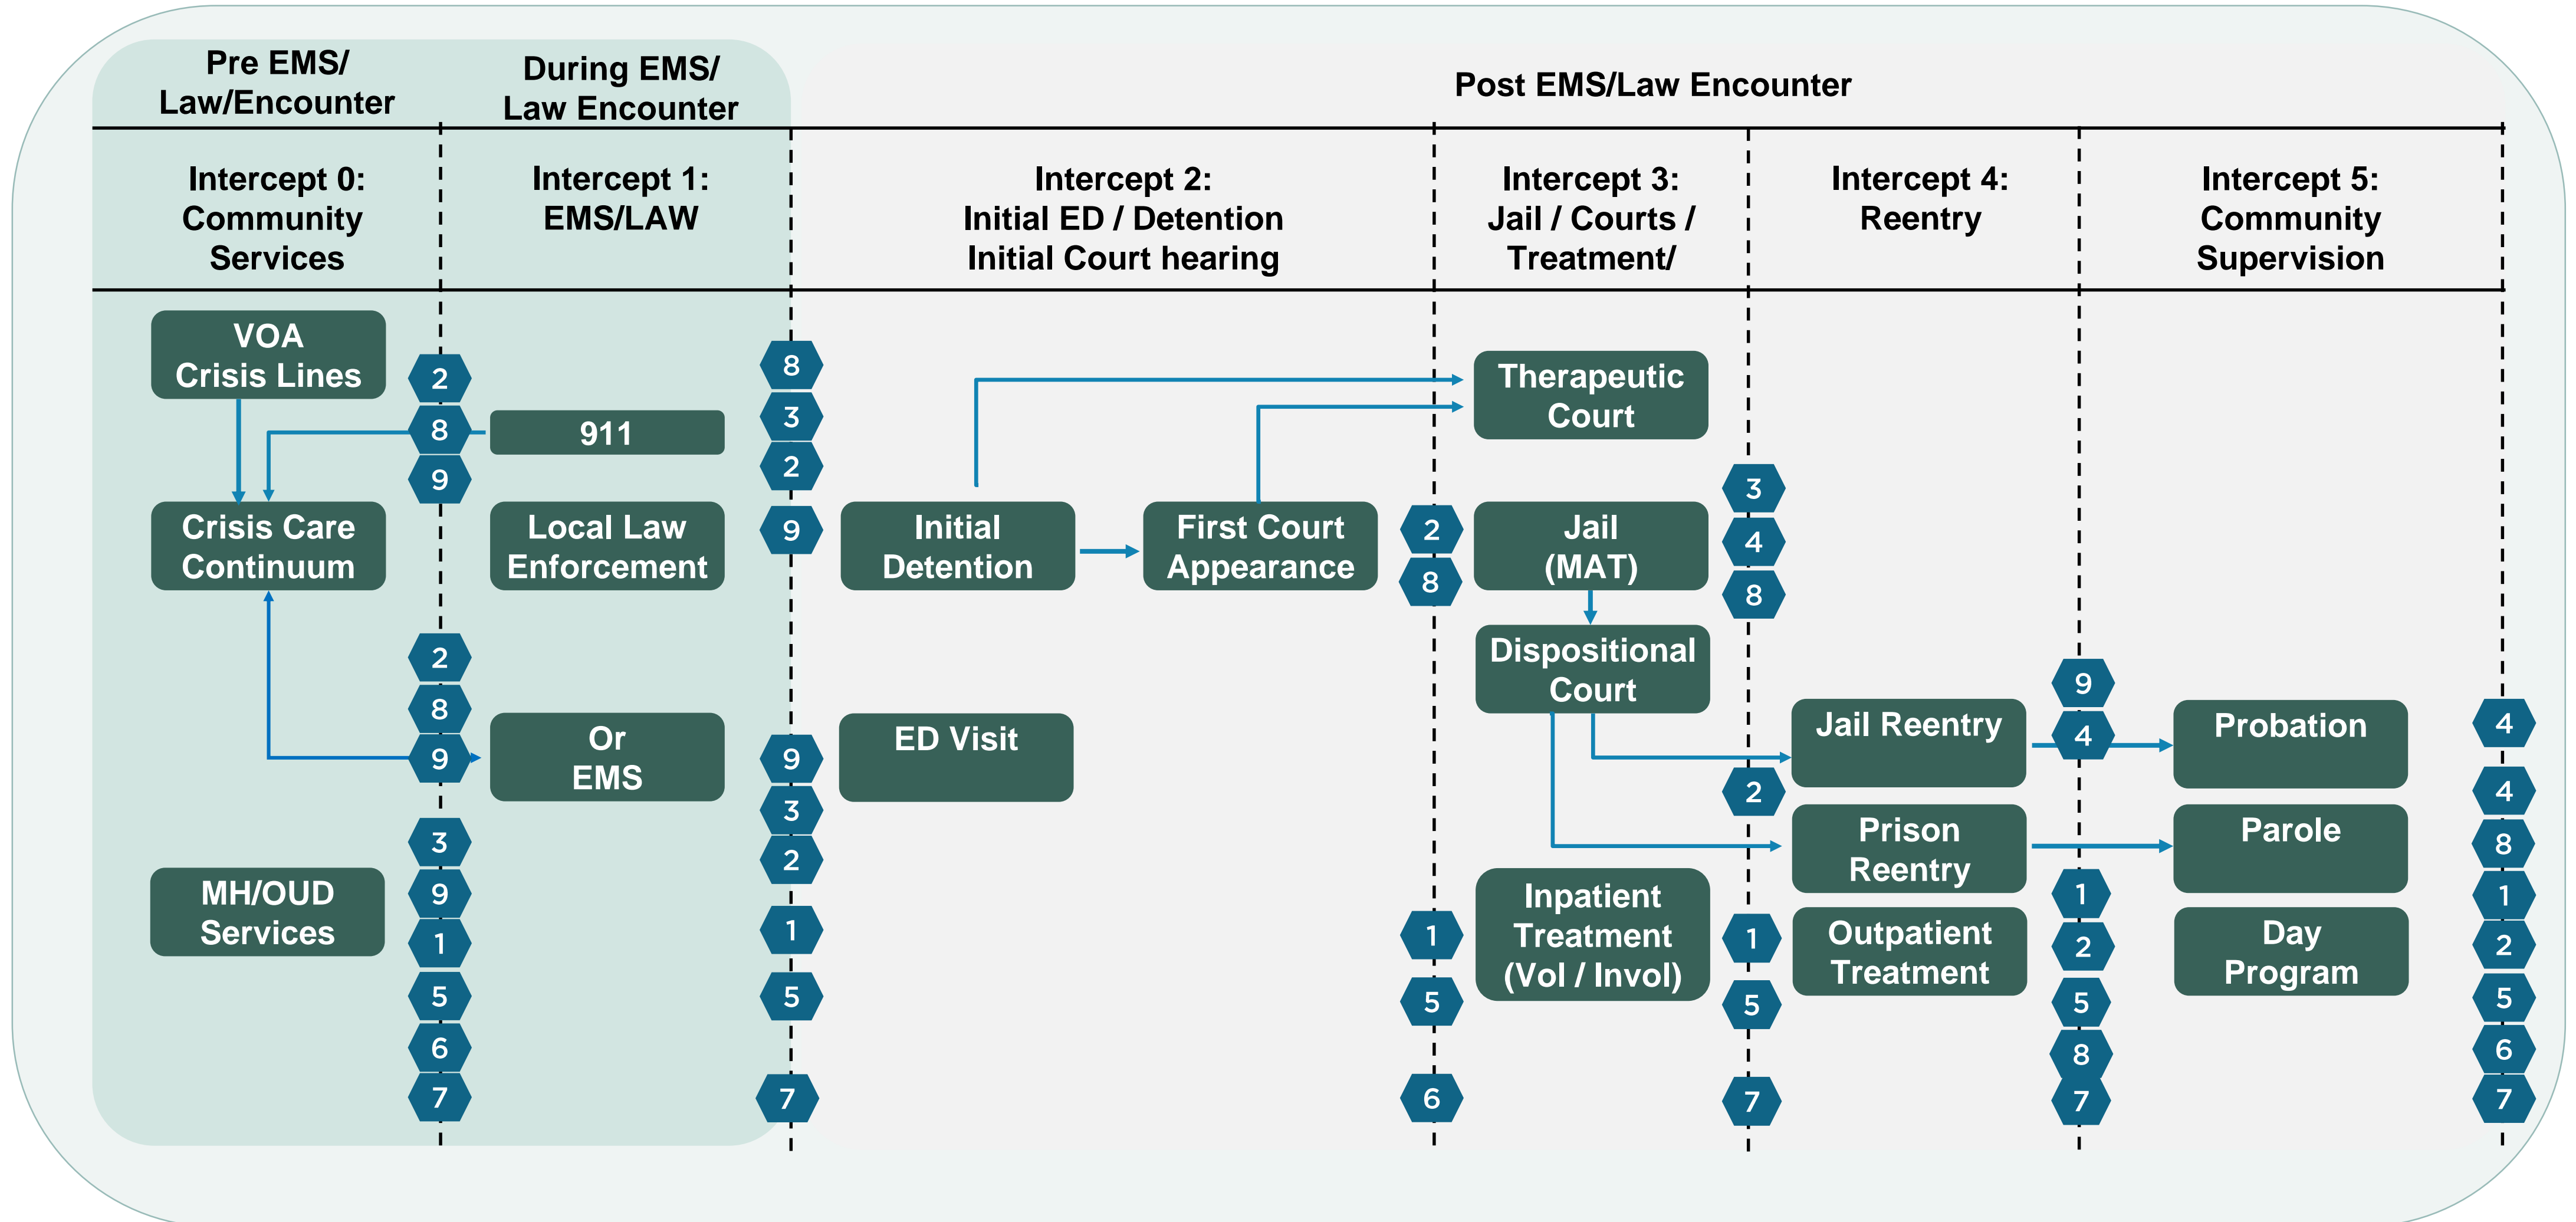 Pre EMS/
Law/Encounter
During EMS/
Law Encounter
Post EMS/Law Encounter
Intercept 0:
Community
Services
Intercept 1:
EMS/LAW
Intercept 2:
Initial ED / Detention
Initial Court hearing
Intercept 3:
Jail / Courts /
Treatment/
Intercept 4:
Reentry
Intercept 5:
Community
Supervision
VOA
Crisis Lines
Crisis Care
Continuum
MH/OUD
Services
2
8
9
2
8
9
3
9
1
5
6
7
911
Local Law
Enforcement
Or
EMS
8
3
2
9
9
3
2
1
5
7
Initial
Detention
First Court
Appearance
ED Visit
2
8
1
5
6
Therapeutic
Court
Jail
(MAT)
Dispositional
Court
Inpatient
Treatment
(Vol / Invol)
3
4
8
2
1
5
7
Jail Reentry
Prison
Reentry
Outpatient
Treatment
9
4
1
2
5
8
7
Probation
Parole
Day
Program
4
4
8
1
2
5
6
7